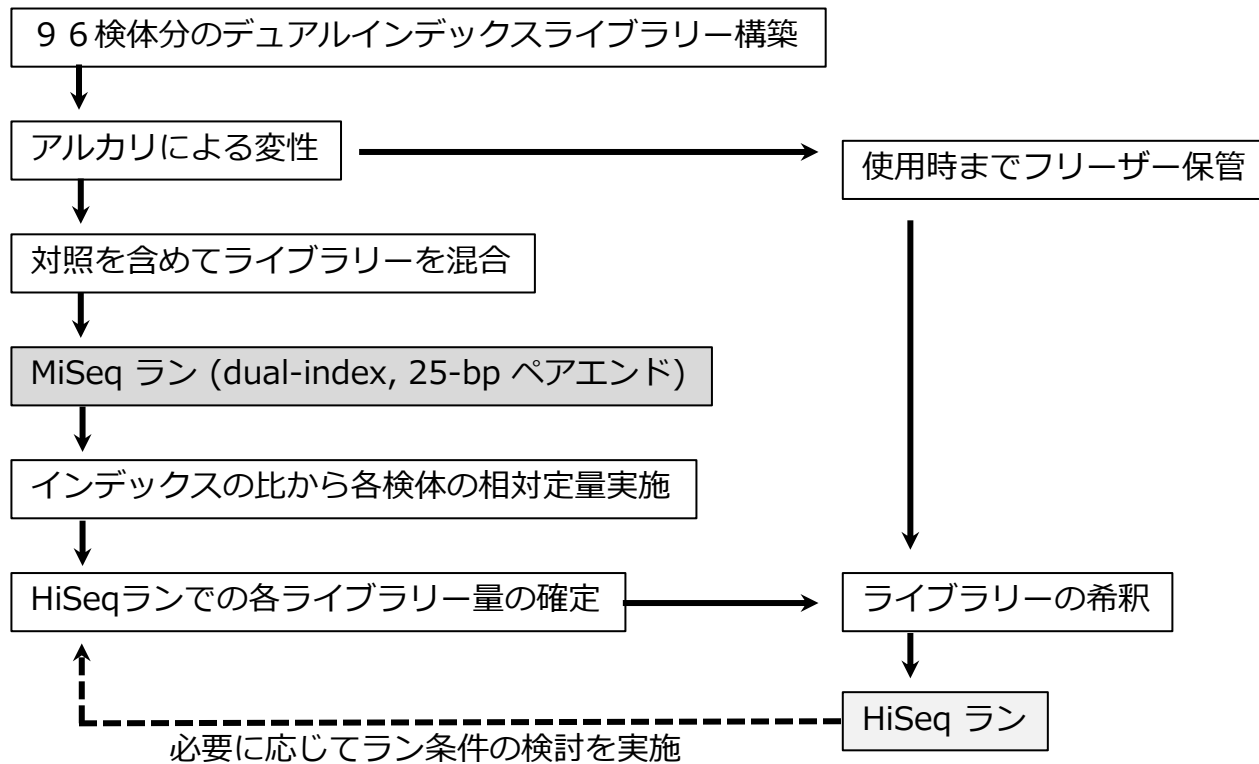 ９６検体分のデュアルインデックスライブラリー構築
アルカリによる変性
使用時までフリーザー保管
対照を含めてライブラリーを混合
MiSeq ラン (dual-index, 25-bp ペアエンド)
インデックスの比から各検体の相対定量実施
HiSeqランでの各ライブラリー量の確定
ライブラリーの希釈
HiSeq ラン
必要に応じてラン条件の検討を実施